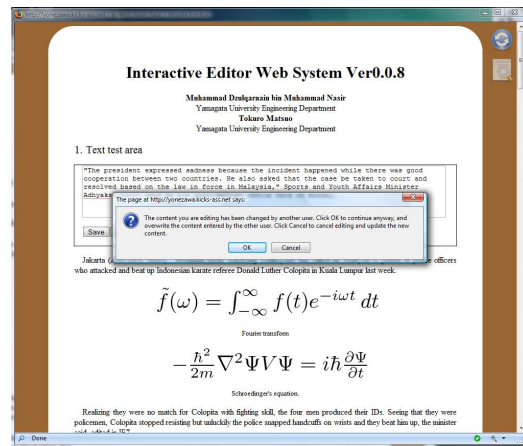 Interactive Editor Web System Ver0.0.8
Muhammad Dzulqarnain bin Muhammad Nasir
Yamagata University Engineering Department
Tokuro Matsuo
Yamagata University Engineering Department
1. Text test area
"The president expressed sadness because the incident happened while there was good
cooperation between two countries. He also asked that the case be taken to court and
resolved based on the law in force in Malaysia," Sports and Youth Affairs Minister
Adhyaks
The page at http://yonezawa.kicks-ass.net says:
The content you are editing has been changed by another user. Click OK to continue anyway, and
overwrite the content entered by the other user. Click Cancel to cancel editing and update the new
content.
OK Cancel
Save
Jakarta officers
who attacked and beat up Indonesian karate referee Donald Luther Colopita in Kuala Lumpur last week.
f̃(ω) = ∫_{-∞}^{∞} f(t)e^{-iωt} dt
Fourier transform
-ℏ²/2m ∇²ΨVΨ = iℏ ∂Ψ/∂t
Schroedinger's equation.
Realizing they were no match for Colopita with fighting skill, the four men produced their IDs. Seeing that they were
policemen, Colopita stopped resisting but unluckily the police snapped handcuffs on wrists and they beat him up, the minister
Done